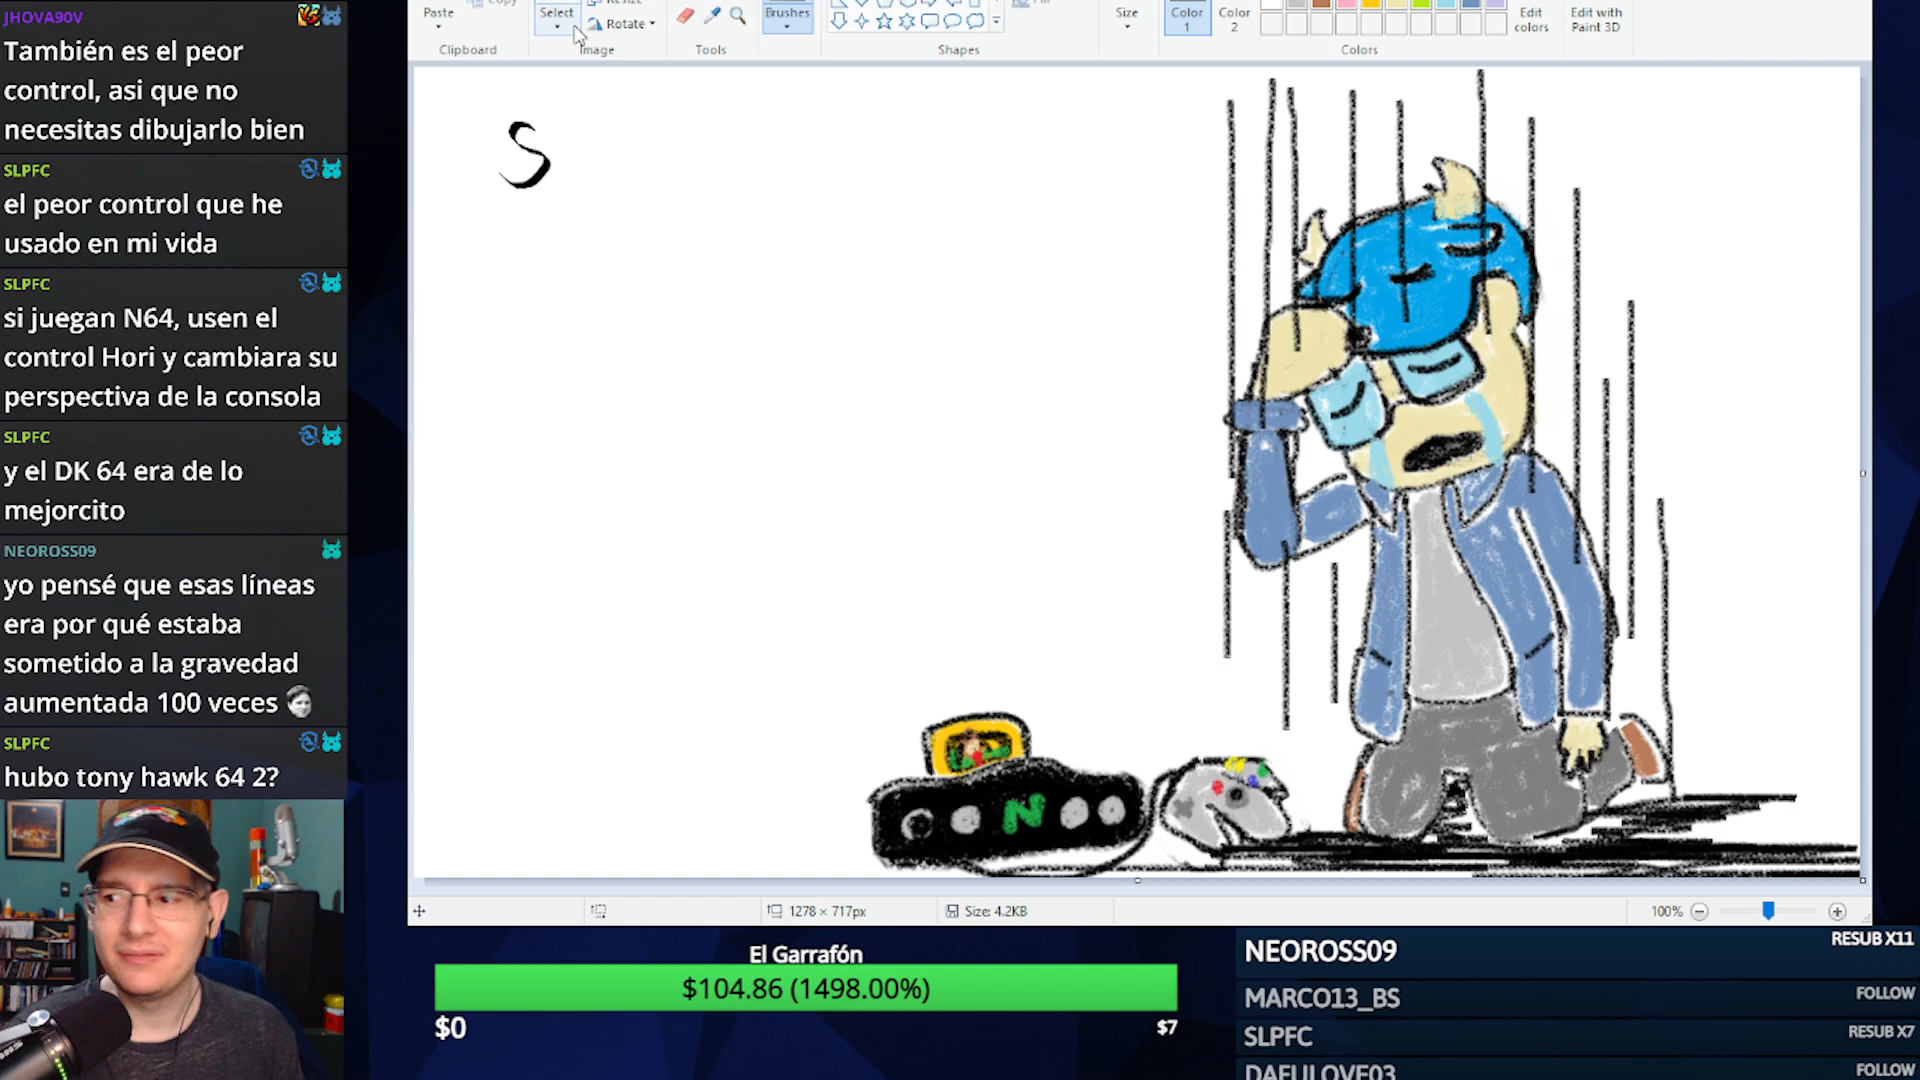 JHOVA90V
También es el peor
control, asi que no
necesitas dibujarlo bien
SLPFC
el peor control que he
usado en mi vida
SLPFC
si juegan N64, usen el
control Hori y cambiara su
perspectiva de la consola
SLPFC
y el DK 64 era de lo
mejorcito
NEOROSS09
yo pensé que esas líneas
era por qué estaba
sometido a la gravedad
aumentada 100 veces
SLPFC
hubo tony hawk 64 2?
Paste
Copy
Clipboard
Select
Rotate
Image
Tools
Brushes
Shapes
Size
Color
1
Color
2
Edit
colors
Colors
Edit with
Paint 3D
S
N
1278 × 717px
Size: 4.2KB
100%
El Garrafón
$104.86 (1498.00%)
$0
$7
NEOROSS09
RESUB X11
MARCO13_BS
FOLLOW
SLPFC
RESUB X7
FOLLOW